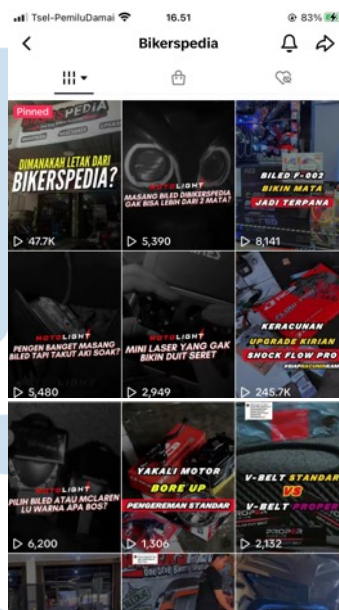 Tsel-PemiluDamai 16.51 83%
Bikerspedia
Pinned
DIMANAKAH LETAK DARI
BIKERSPEDIA?
47.7K
MOTOLIGHT
MASANG BILED DIBIKERSPEDIA
GAK BISA LEBIH DARI 2 MATA?
5,390
BILED F-002
BIKIN MATA
JADI TERPANA
8,141
MOTOLIGHT
PENGEN BANGET MASANG
BILED TAPI TAKUT AKI SOAK?
5,480
MOTOLIGHT
MINI LASER YANG GAK
BIKIN DUIT SERET
2,949
KERACUNAN
UPGRADE KIRIAN
SHOCK FLOW PRO
#SIAPRACUNINKAMU
245.7K
MOTOLIGHT
PILIH BILED ATAU MCLAREN
LU WARNA APA BOS?
6,200
YAKALI MOTOR
BORE UP
PENGEREMAN STANDAR
1,306
V-BELT STANDAR
VS
V-BELT PROPER
PROPER
2,132